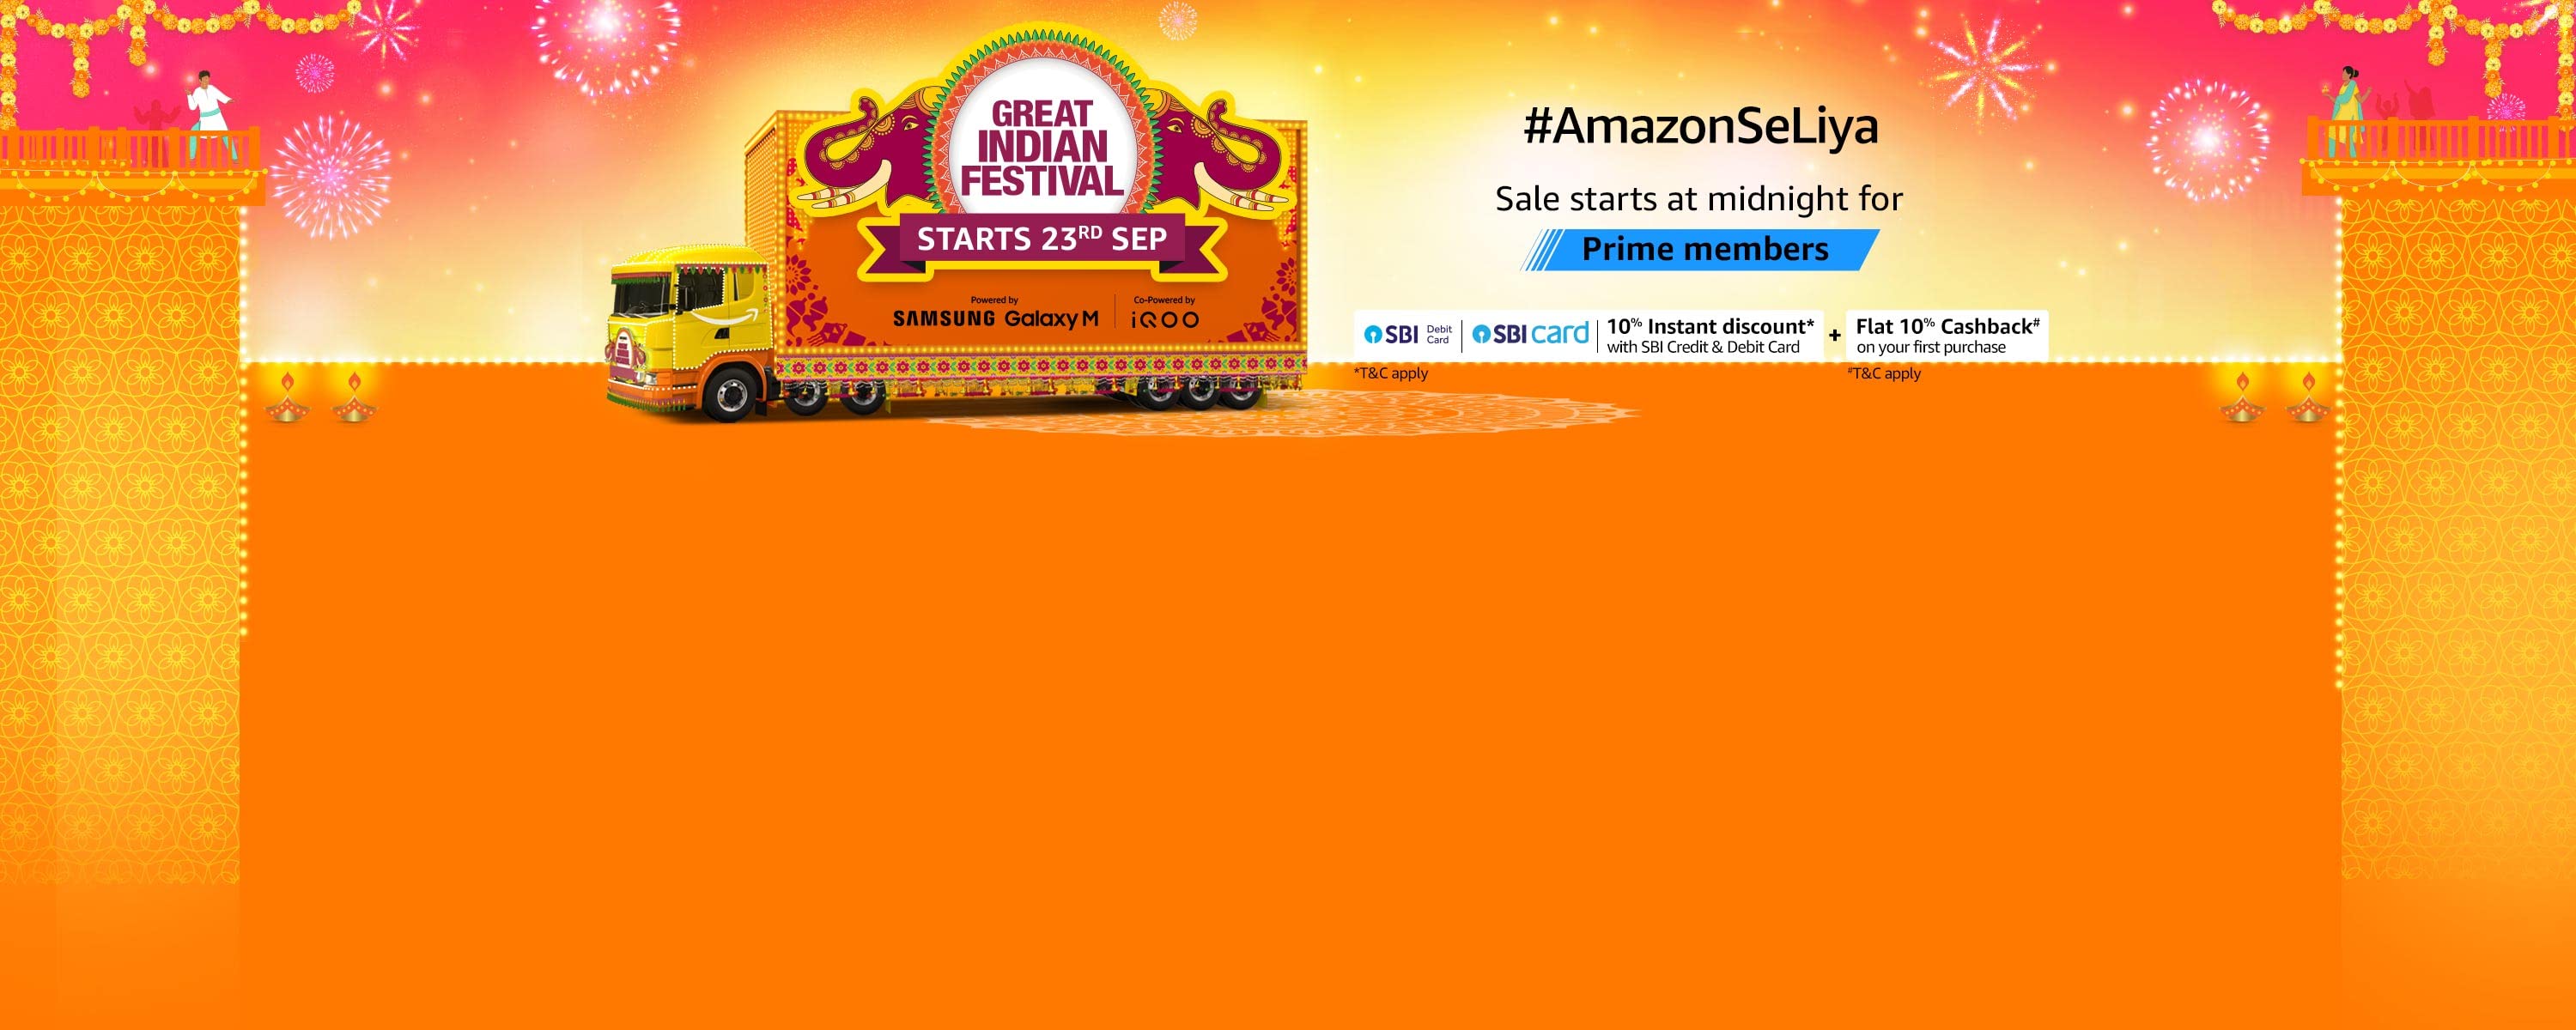 GREAT
INDIAN
FESTIVAL
STARTS 23RD SEP
Powered by
SAMSUNG Galaxy M
Co-Powered by
iQOO
#AmazonSeLiya
Sale starts at midnight for
Prime members
SBI Debit Card
SBI card
10% Instant discount*
with SBI Credit & Debit Card
+
Flat 10% Cashback#
on your first purchase
*T&C apply
#T&C apply